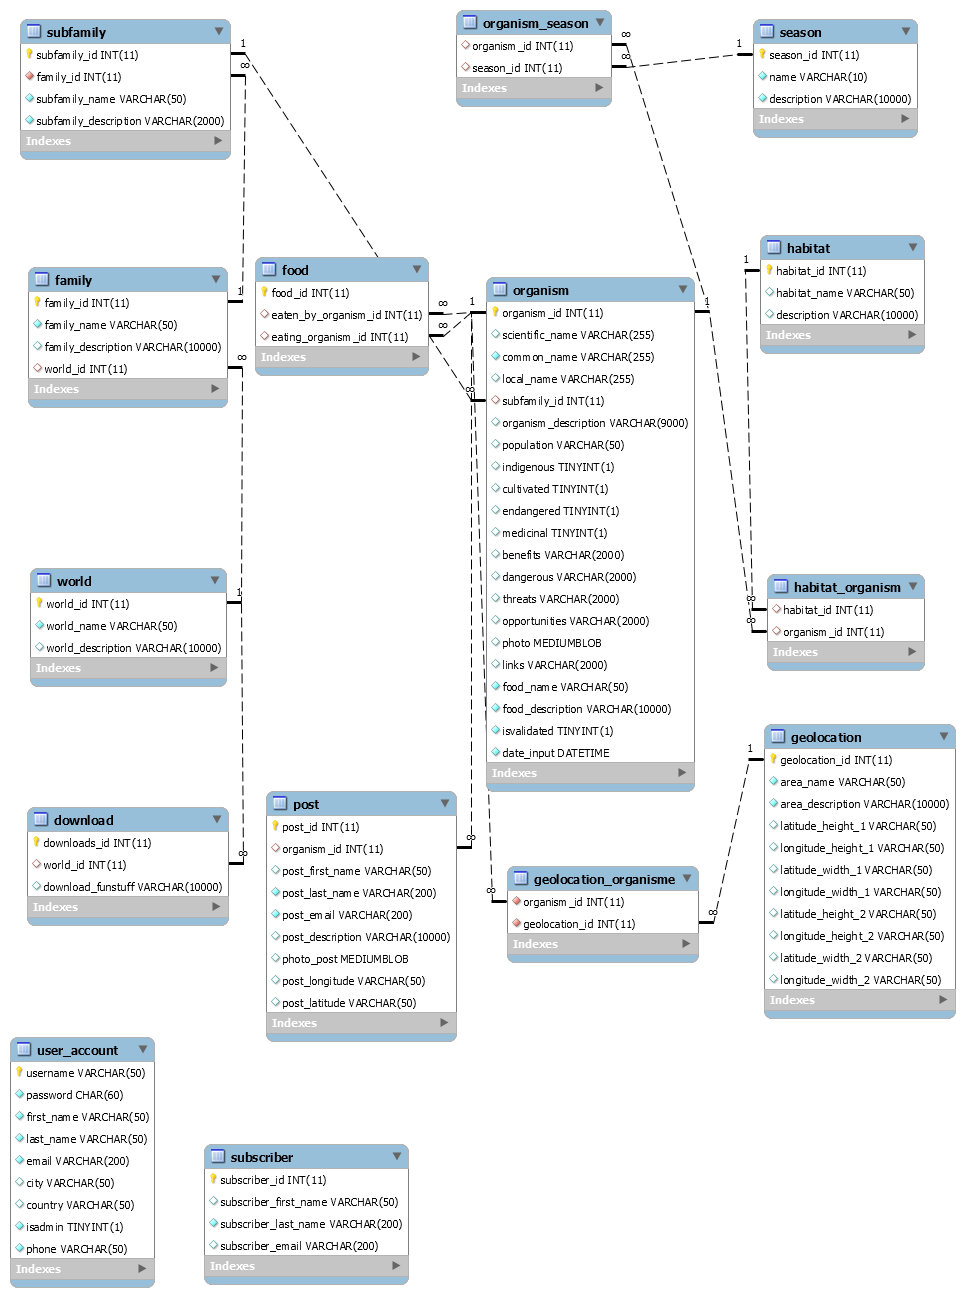 subfamily
subfamily_id INT(11)
family_id INT(11)
subfamily_name VARCHAR(50)
subfamily_description VARCHAR(2000)
Indexes
organism_season
organism_id INT(11)
season_id INT(11)
Indexes
season
season_id INT(11)
name VARCHAR(10)
description VARCHAR(10000)
Indexes
1
∞
∞
∞
1
family
family_id INT(11)
family_name VARCHAR(50)
family_description VARCHAR(10000)
world_id INT(11)
Indexes
1
∞
food
food_id INT(11)
eaten_by_organism_id INT(11)
eating_organism_id INT(11)
Indexes
∞
∞
1
∞
organism
organism_id INT(11)
scientific_name VARCHAR(255)
common_name VARCHAR(255)
local_name VARCHAR(255)
subfamily_id INT(11)
organism_description VARCHAR(9000)
population VARCHAR(50)
indigenous TINYINT(1)
cultivated TINYINT(1)
endangered TINYINT(1)
medicinal TINYINT(1)
benefits VARCHAR(2000)
dangerous VARCHAR(2000)
threats VARCHAR(2000)
opportunities VARCHAR(2000)
photo MEDIUMBLOB
links VARCHAR(2000)
food_name VARCHAR(50)
food_description VARCHAR(10000)
isvalidated TINYINT(1)
date_input DATETIME
Indexes
1
1
habitat
habitat_id INT(11)
habitat_name VARCHAR(50)
description VARCHAR(10000)
Indexes
world
world_id INT(11)
world_name VARCHAR(50)
world_description VARCHAR(10000)
Indexes
1
∞
∞
habitat_organism
habitat_id INT(11)
organism_id INT(11)
Indexes
download
downloads_id INT(11)
world_id INT(11)
download_funstuff VARCHAR(10000)
Indexes
∞
post
post_id INT(11)
organism_id INT(11)
post_first_name VARCHAR(50)
post_last_name VARCHAR(200)
post_email VARCHAR(200)
post_description VARCHAR(10000)
photo_post MEDIUMBLOB
post_longitude VARCHAR(50)
post_latitude VARCHAR(50)
Indexes
∞
∞
geolocation_organisme
organism_id INT(11)
geolocation_id INT(11)
Indexes
∞
1
geolocation
geolocation_id INT(11)
area_name VARCHAR(50)
area_description VARCHAR(10000)
latitude_height_1 VARCHAR(50)
longitude_height_1 VARCHAR(50)
latitude_width_1 VARCHAR(50)
longitude_width_1 VARCHAR(50)
latitude_height_2 VARCHAR(50)
longitude_height_2 VARCHAR(50)
latitude_width_2 VARCHAR(50)
longitude_width_2 VARCHAR(50)
Indexes
user_account
username VARCHAR(50)
password CHAR(60)
first_name VARCHAR(50)
last_name VARCHAR(50)
email VARCHAR(200)
city VARCHAR(50)
country VARCHAR(50)
isadmin TINYINT(1)
phone VARCHAR(50)
Indexes
subscriber
subscriber_id INT(11)
subscriber_first_name VARCHAR(50)
subscriber_last_name VARCHAR(200)
subscriber_email VARCHAR(200)
Indexes